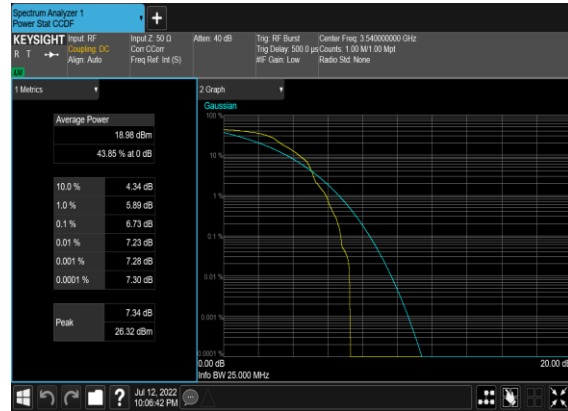 Spectrum Analyzer 1
Power Stat CCDF
+
KEYSIGHT
R T
LXI
Input: RF
Coupling: DC
Align: Auto
Input Z: 50 Ω
Corr CCorr
Freq Ref: Int (S)
Atten: 40 dB
Trig: RF Burst
Trig Delay: 500.0 µs
#IF Gain: Low
Center Freq: 3.540000000 GHz
Counts: 1.00 M/1.00 Mpt
Radio Std: None
1 Metrics
Average Power
18.98 dBm
43.85 % at 0 dB
10.0 % 4.34 dB
1.0 % 5.89 dB
0.1 % 6.73 dB
0.01 % 7.23 dB
0.001 % 7.28 dB
0.0001 % 7.30 dB
Peak
7.34 dB
26.32 dBm
2 Graph
Gaussian
100 %
10 %
1 %
0.1 %
0.01 %
0.001 %
0.0001 %
0.00 dB
20.00 dB
Info BW 25.000 MHz
?
Jul 12, 2022
10:06:42 PM